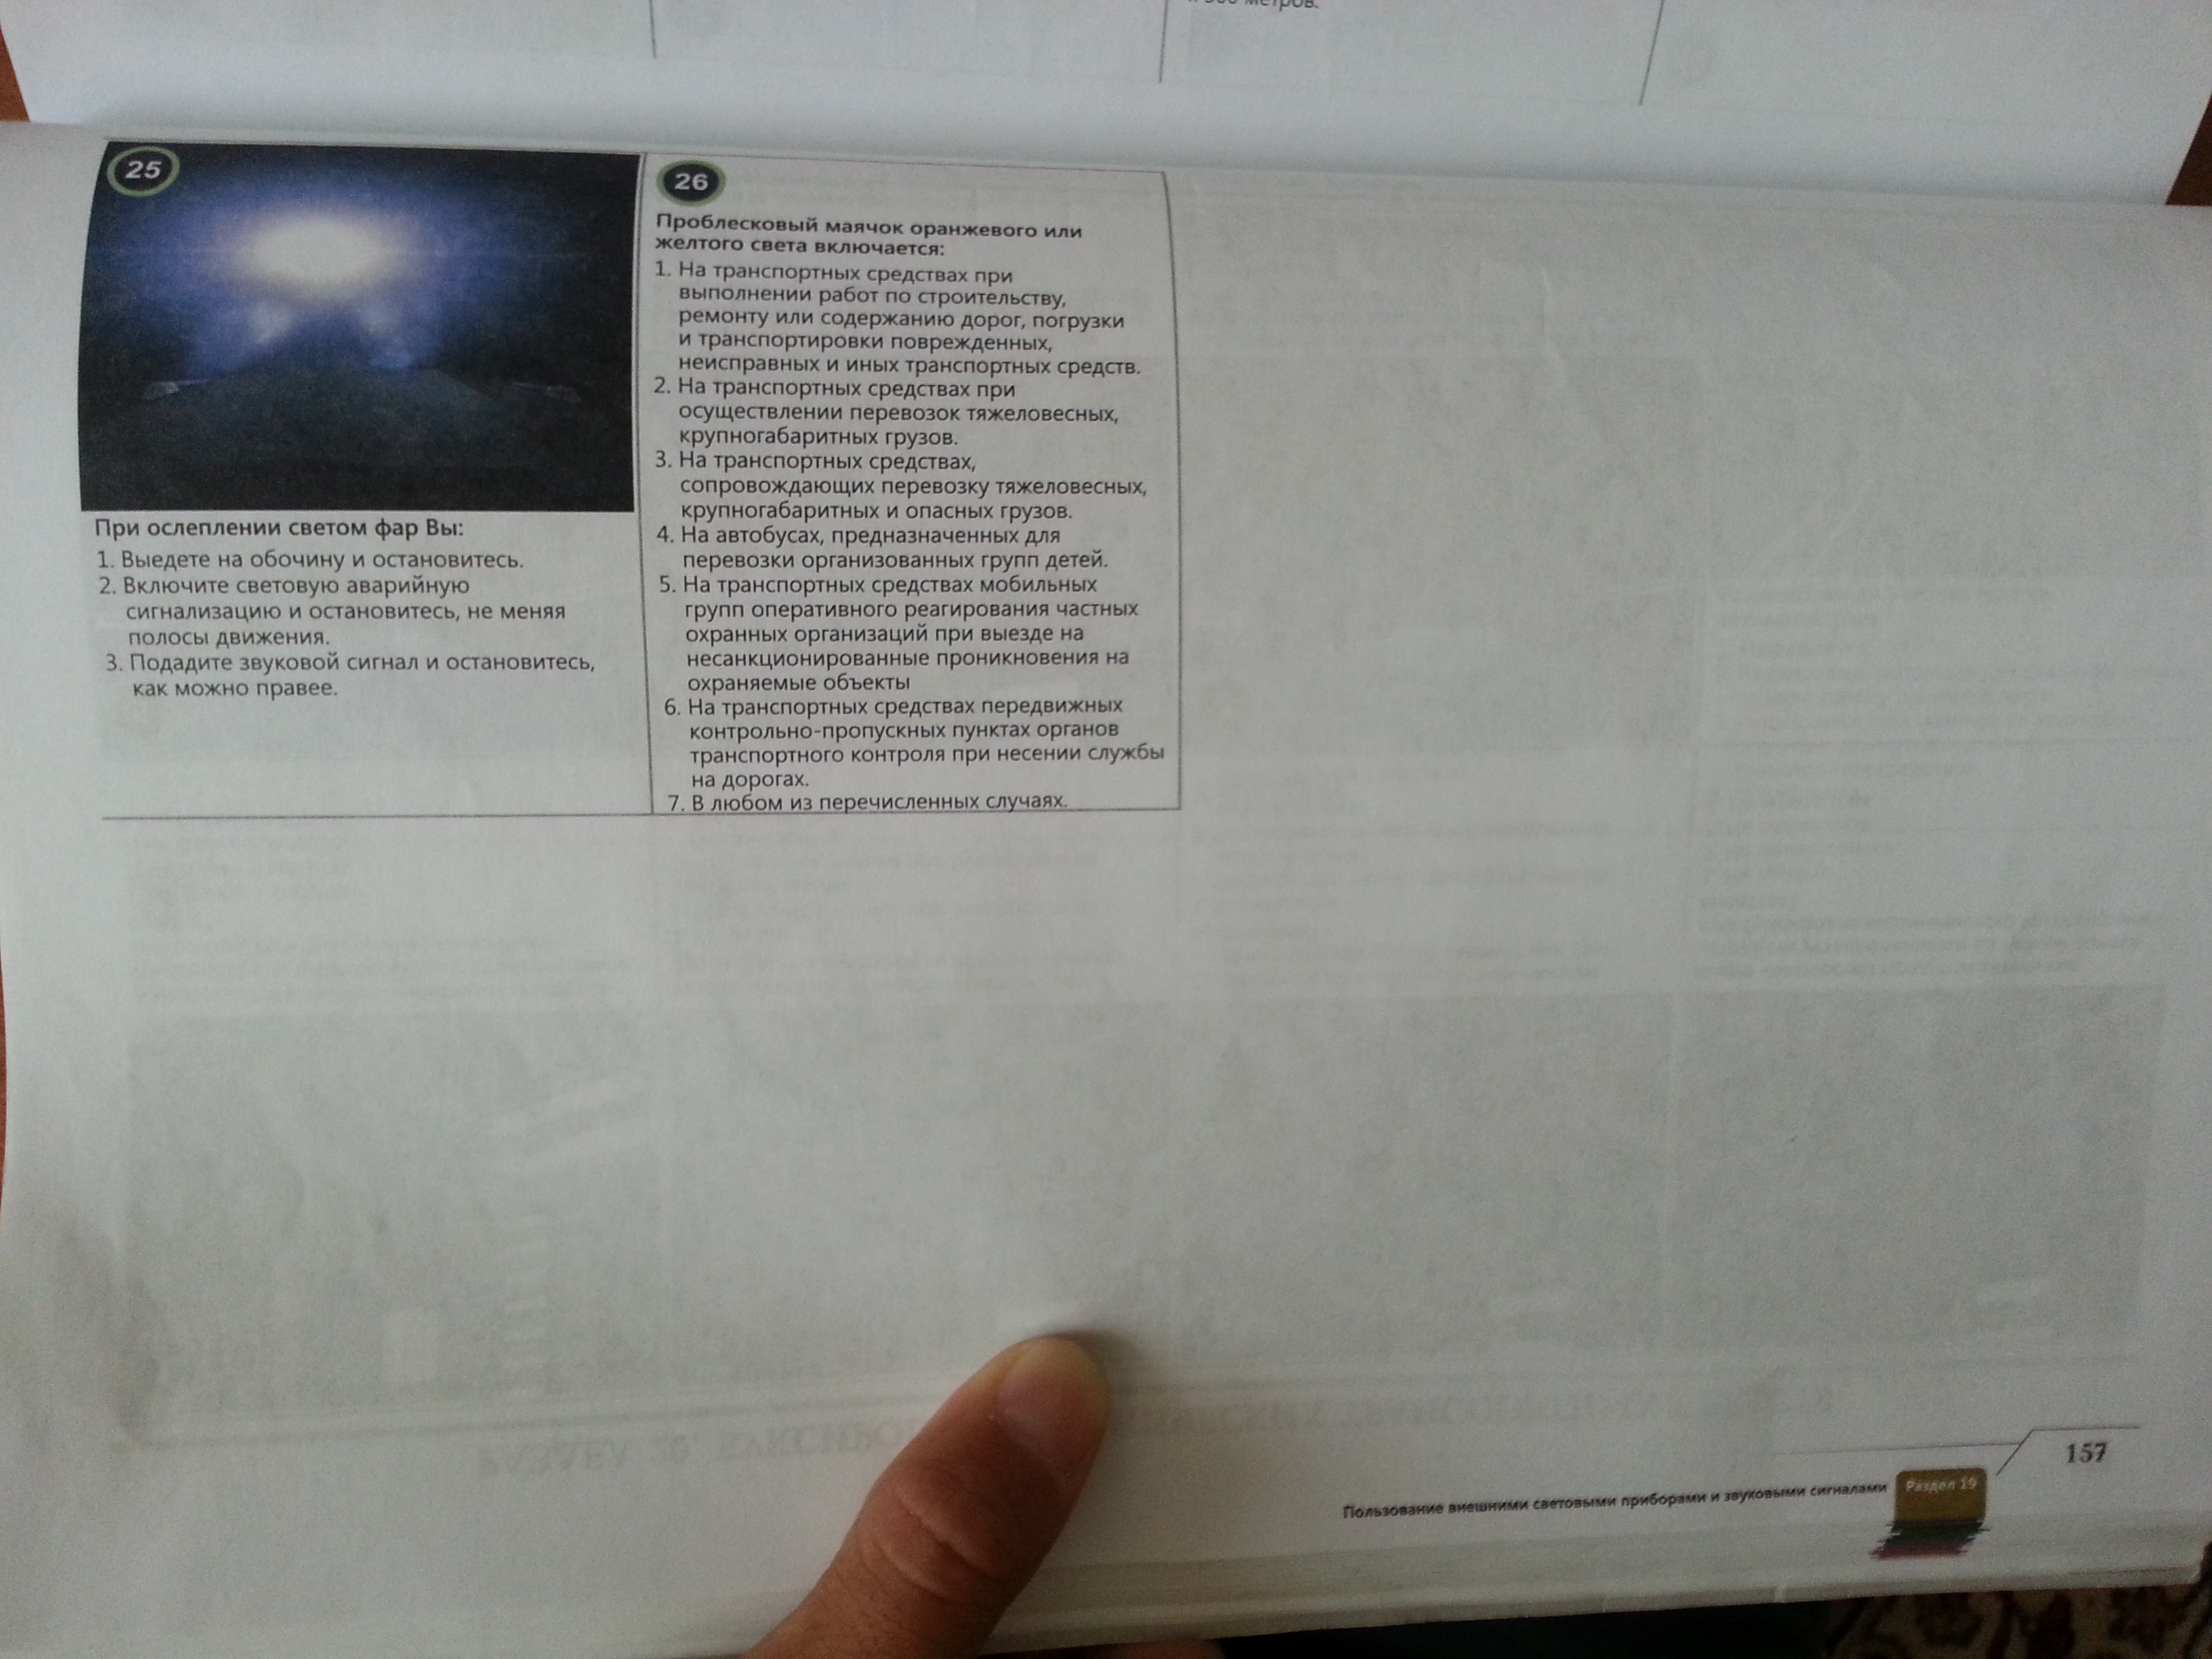 метров.
25
При ослеплении светом фар Вы:
1. Выедете на обочину и остановитесь.
2. Включите световую аварийную
сигнализацию и остановитесь, не меняя
полосы движения.
3. Подадите звуковой сигнал и остановитесь,
как можно правее.
26
Проблесковый маячок оранжевого или
желтого света включается:
1. На транспортных средствах при
выполнении работ по строительству,
ремонту или содержанию дорог, погрузки
и транспортировки поврежденных,
неисправных и иных транспортных средств.
2. На транспортных средствах при
осуществлении перевозок тяжеловесных,
крупногабаритных грузов.
3. На транспортных средствах,
сопровождающих перевозку тяжеловесных,
крупногабаритных и опасных грузов.
4. На автобусах, предназначенных для
перевозки организованных групп детей.
5. На транспортных средствах мобильных
групп оперативного реагирования частных
охранных организаций при выезде на
несанкционированные проникновения на
охраняемые объекты
6. На транспортных средствах передвижных
контрольно-пропускных пунктах органов
транспортного контроля при несении службы
на дорогах.
7. В любом из перечисленных случаях.
157
Пользование внешними световыми приборами и звуковыми сигналами
Раздел 19